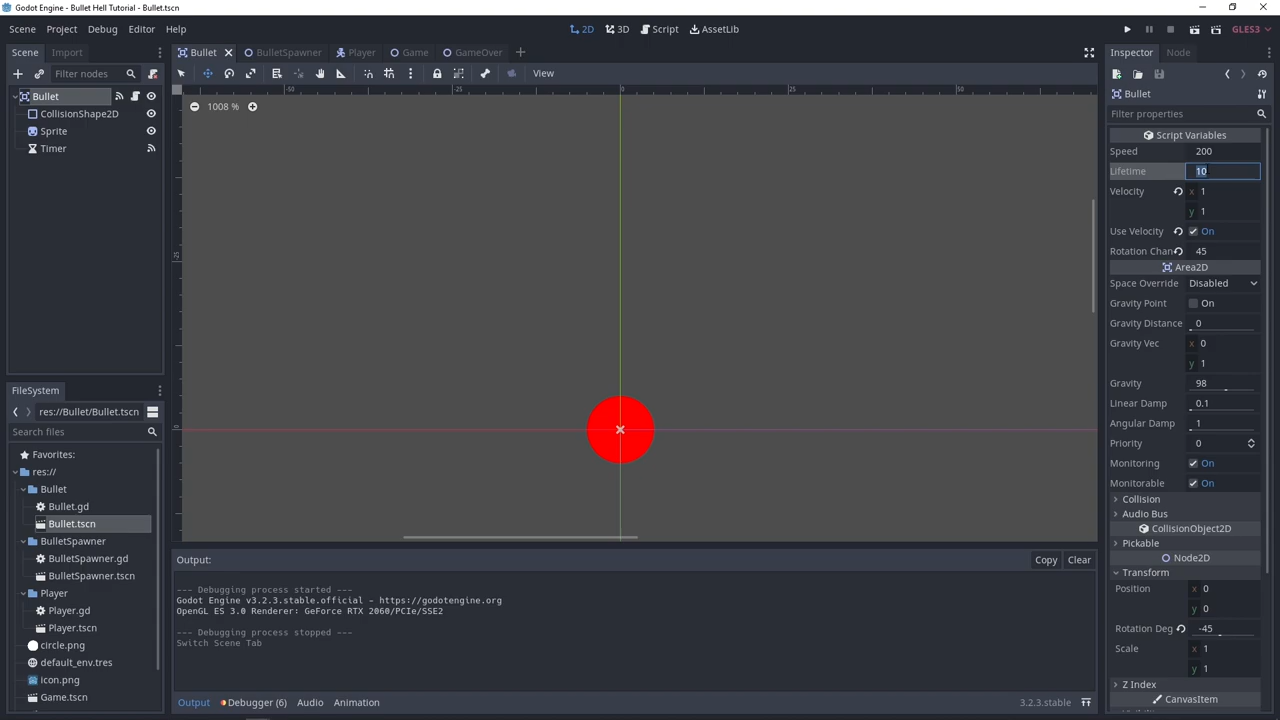 Godot Engine - Bullet Hell Tutorial - Bullet.tscn
Scene Project Debug Editor Help
2D 3D Script AssetLib
GLES3
Scene Import
Filter nodes
Bullet
CollisionShape2D
Sprite
Timer
Bullet BulletSpawner Player Game GameOver
View
-50 -25 0 25 50
1008 %
-25
0
FileSystem
res://Bullet/Bullet.tscn
Search files
Favorites:
res://
Bullet
Bullet.gd
Bullet.tscn
BulletSpawner
BulletSpawner.gd
BulletSpawner.tscn
Player
Player.gd
Player.tscn
circle.png
default_env.tres
icon.png
Game.tscn
Output:
Copy Clear
--- Debugging process started ---
Godot Engine v3.2.3.stable.official - https://godotengine.org
OpenGL ES 3.0 Renderer: GeForce RTX 2060/PCIe/SSE2
--- Debugging process stopped ---
Switch Scene Tab
Output Debugger (6) Audio Animation
3.2.3.stable
Inspector Node
Bullet
Filter properties
Script Variables
Speed 200
Lifetime 10
Velocity x 1
y 1
Use Velocity On
Rotation Chan 45
Area2D
Space Override Disabled
Gravity Point On
Gravity Distance 0
Gravity Vec x 0
y 1
Gravity 98
Linear Damp 0.1
Angular Damp 1
Priority 0
Monitoring On
Monitorable On
Collision
Audio Bus
CollisionObject2D
Pickable
Node2D
Transform
Position x 0
y 0
Rotation Deg -45
Scale x 1
y 1
Z Index
CanvasItem